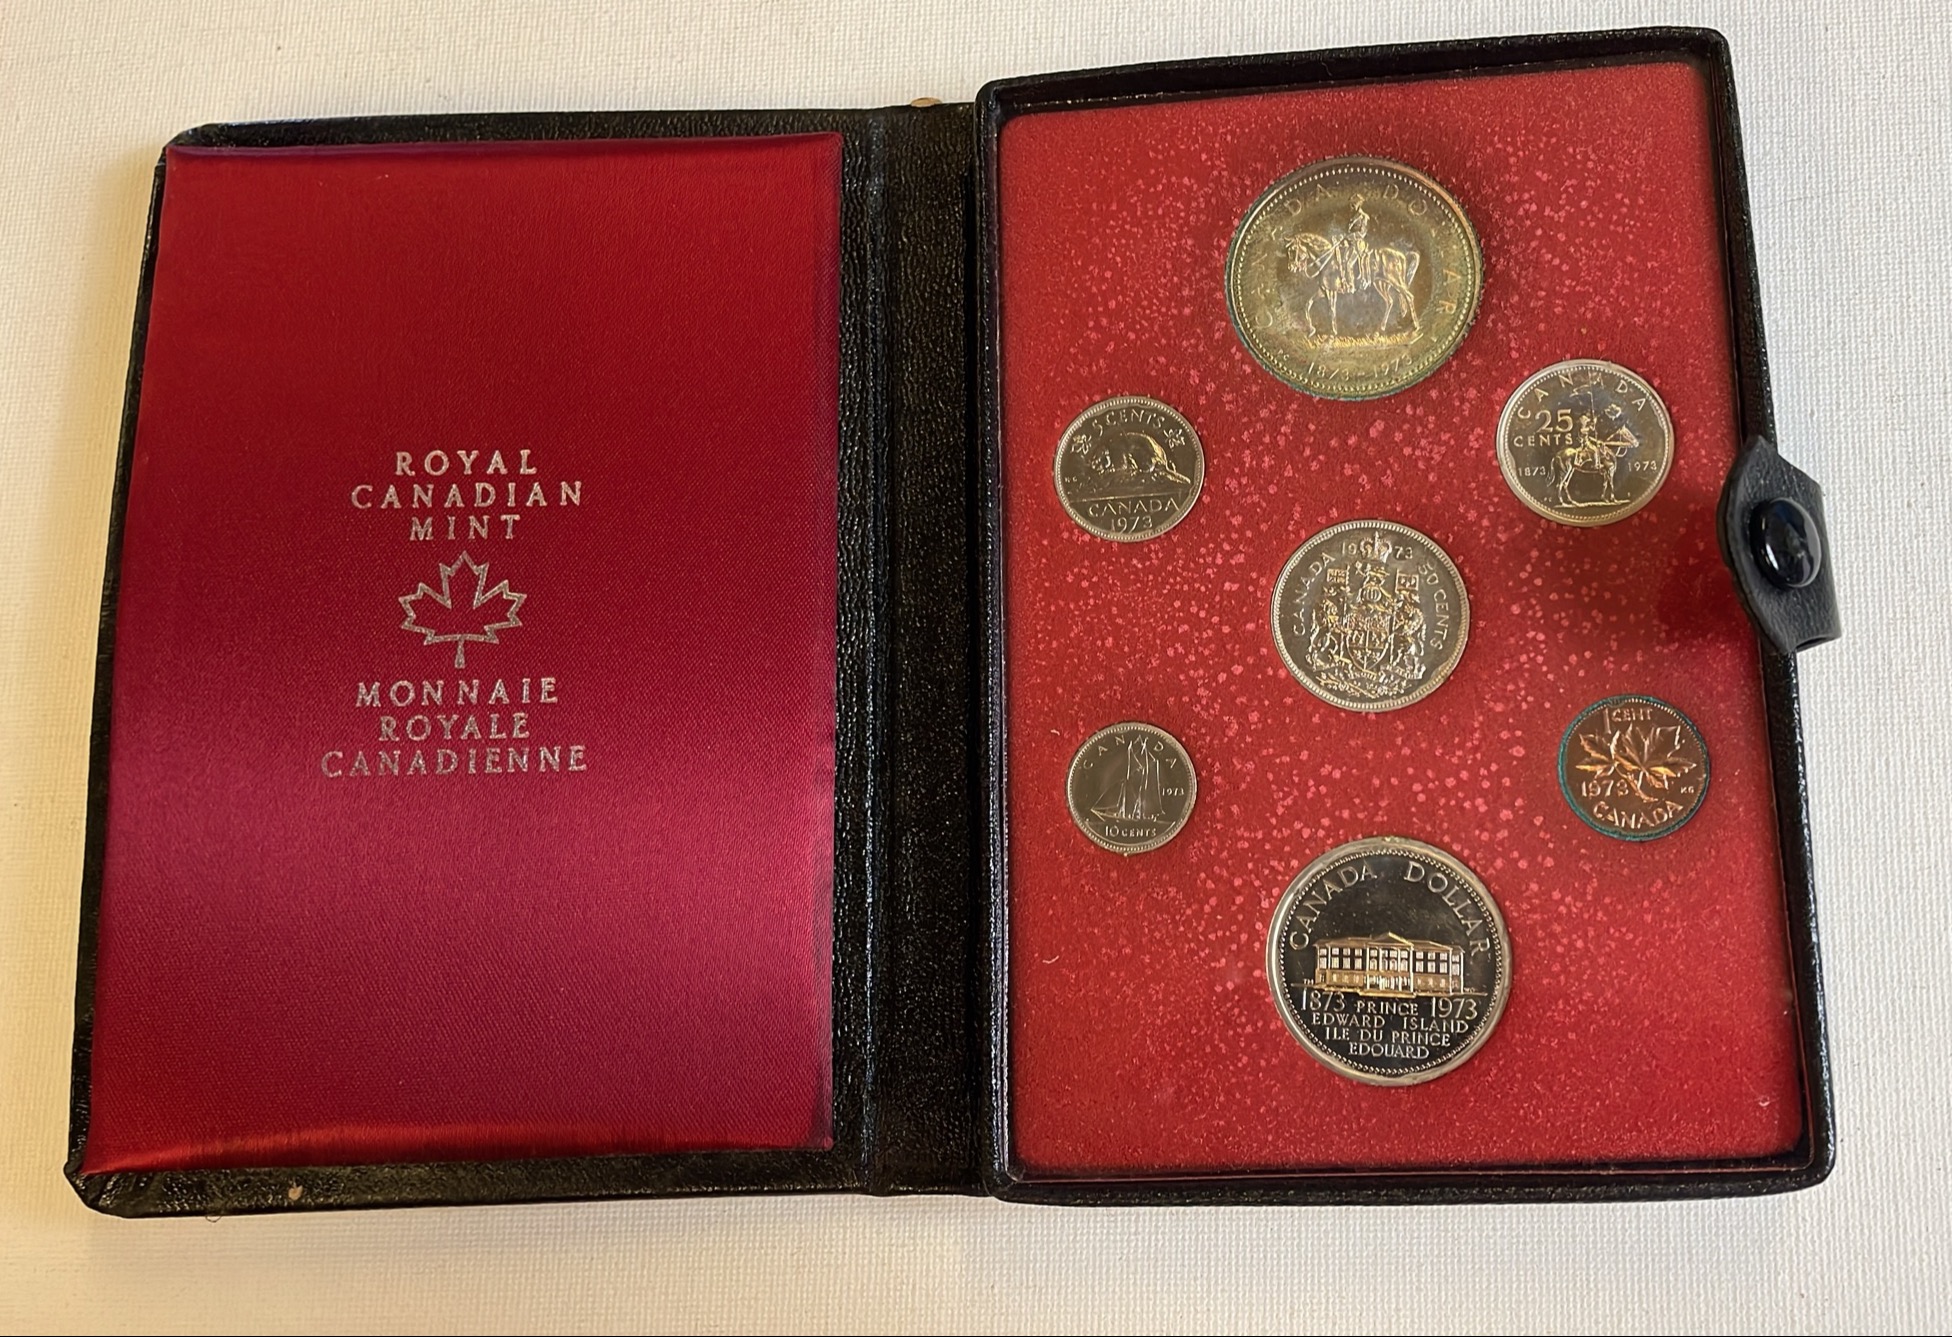 ROYAL
CANADIAN
MINT
MONNAIE
ROYALE
CANADIENNE
CANADA DOLLAR
1873-1973
5 CENTS
KG
CANADA
1973
CANADA
25
CENTS
1873 1973
1973
CANADA 50 CENTS
CANADA
1973
10 CENTS
1 CENT
1973 KG
CANADA
CANADA DOLLAR
1873 PRINCE 1973
EDWARD ISLAND
ILE DU PRINCE
EDOUARD